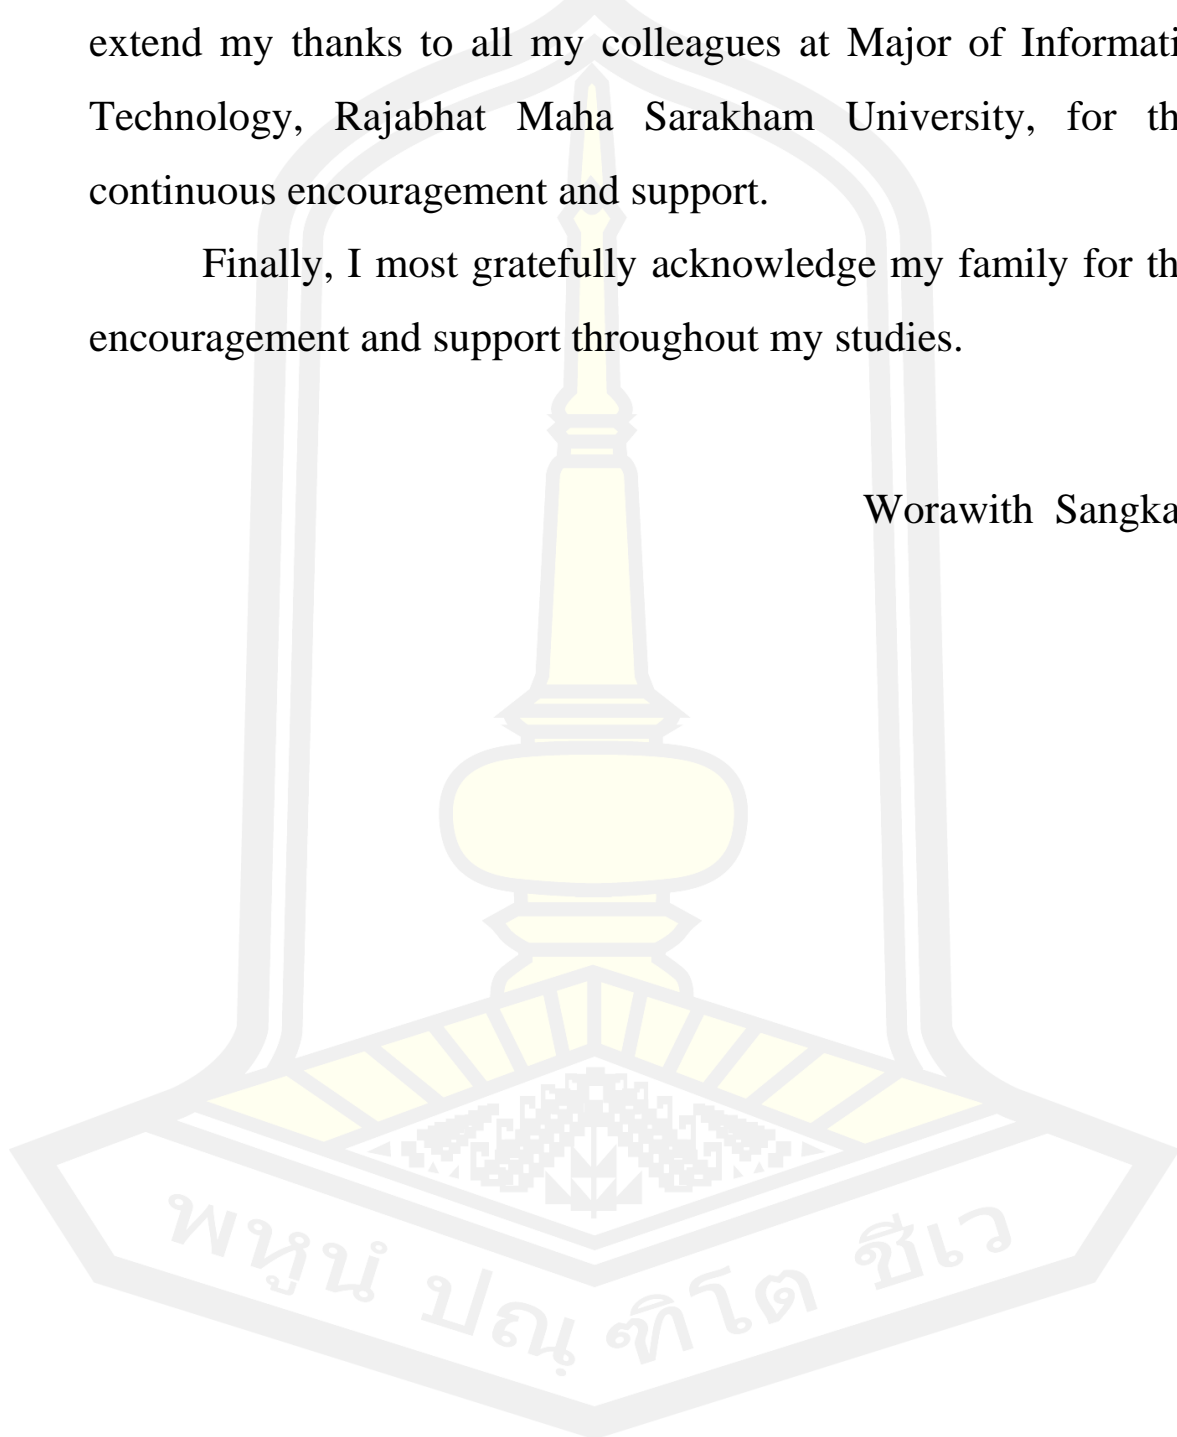 extend my thanks to all my colleagues at Major of Informati
Technology, Rajabhat Maha Sarakham University, for th
continuous encouragement and support.
Finally, I most gratefully acknowledge my family for th
encouragement and support throughout my studies.
Worawith Sangka
พหูนํ ปณฺฑิโต ชีเว